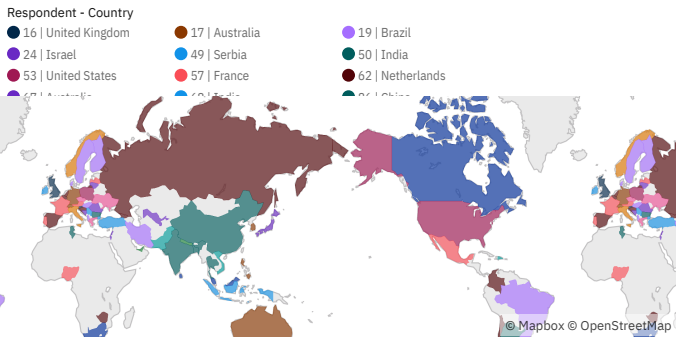 Respondent - Country
16 | United Kingdom 17 | Australia 19 | Brazil
24 | Israel 49 | Serbia 50 | India
53 | United States 57 | France 62 | Netherlands
© Mapbox © OpenStreetMap